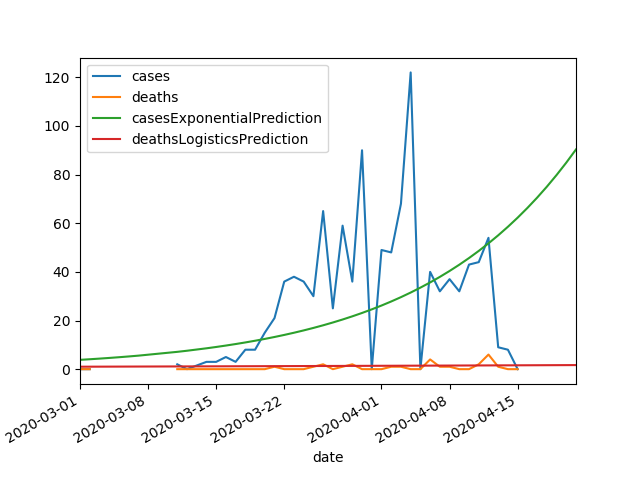 120
100
80
60
40
20
0
cases
deaths
casesExponentialPrediction
deathsLogisticsPrediction
2020-03-01
2020-03-08
2020-03-15
2020-03-22
2020-04-01
2020-04-08
2020-04-15
date